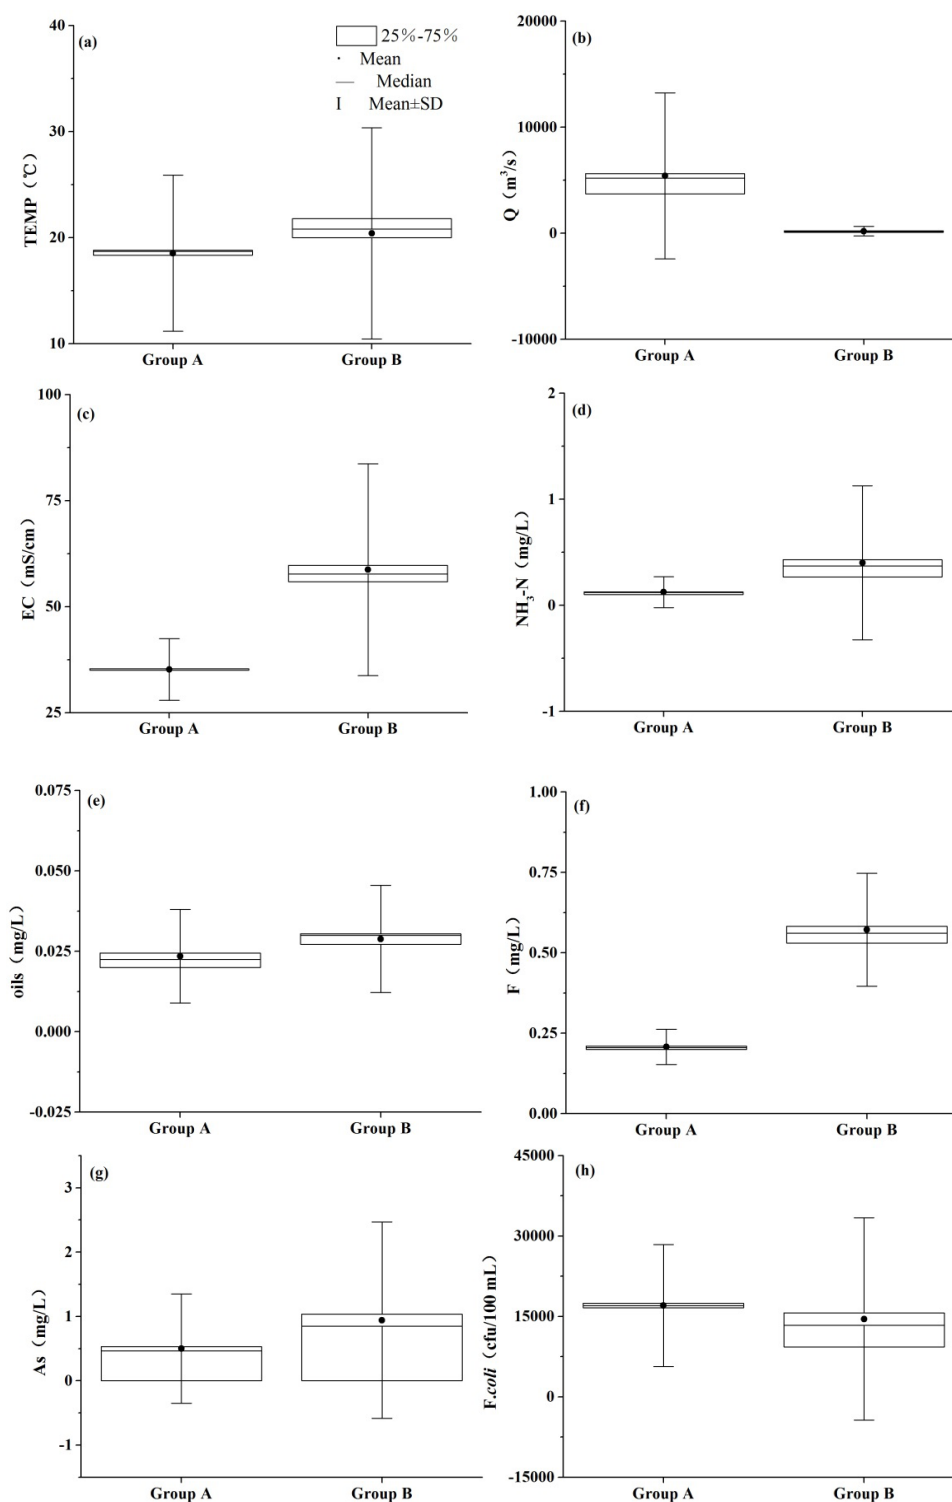 (a)
25%-75%
Mean
Median
Mean±SD
TEMP（℃）
40
30
20
10
Group A Group B
(b)
Q（m³/s）
20000
10000
0
-10000
Group A Group B
(c)
EC（mS/cm）
100
75
50
25
Group A Group B
(d)
NH₃-N（mg/L）
2
1
0
-1
Group A Group B
(e)
oils（mg/L）
0.075
0.050
0.025
0.000
-0.025
Group A Group B
(f)
F（mg/L）
1.00
0.75
0.50
0.25
0.00
Group A Group B
(g)
As（mg/L）
3
2
1
0
-1
Group A Group B
(h)
F.coli（cfu/100 mL）
45000
30000
15000
0
-15000
Group A Group B